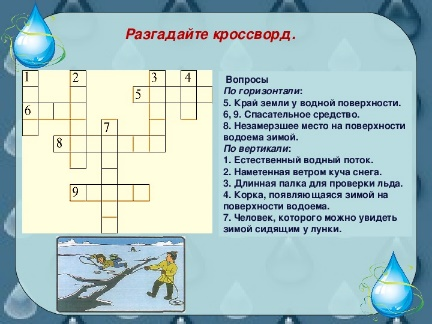 Разгадайте кроссворд.
1 2 3 4
5
6
7
8
9
Вопросы
По горизонтали:
5. Край земли у водной поверхности.
6, 9. Спасательное средство.
8. Незамерзшее место на поверхности
водоема зимой.
По вертикали:
1. Естественный водный поток.
2. Наметенная ветром куча снега.
3. Длинная палка для проверки льда.
4. Корка, появляющаяся зимой на
поверхности водоема.
7. Человек, которого можно увидеть
зимой сидящим у лунки.